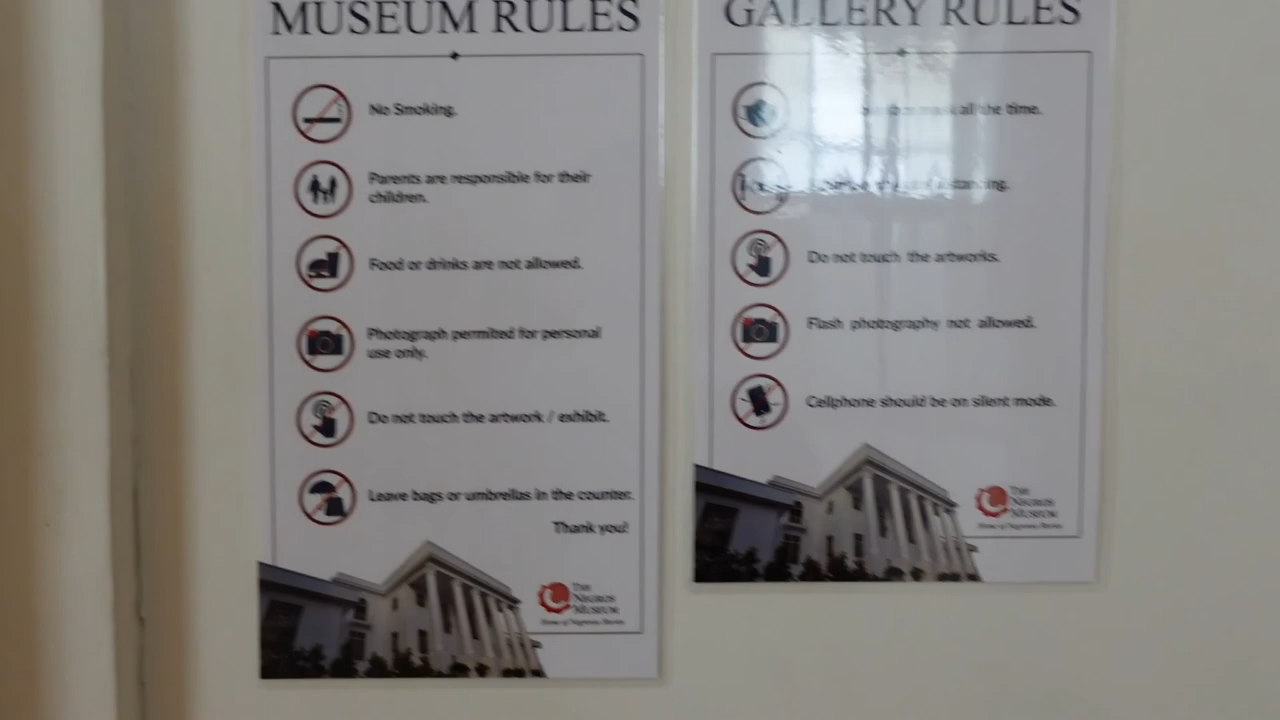 MUSEUM RULES
No Smoking.
Parents are responsible for their
children.
Food or drinks are not allowed.
Photograph permited for personal
use only.
Do not touch the artwork / exhibit.
Leave bags or umbrellas in the counter.
Thank you!
THE
NEGROS
MUSEUM
GALLERY RULES
mask all the time.
Do not touch the artworks.
Flash photography not allowed.
Cellphone should be on silent mode.
THE
NEGROS
MUSEUM